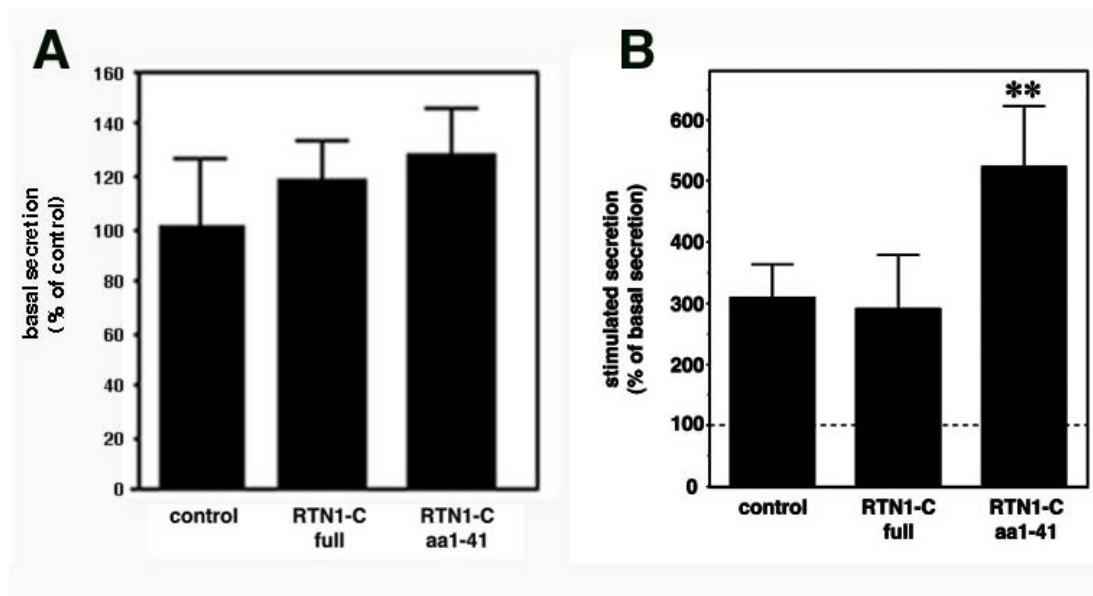 A
B
160
140
120
100
80
60
40
20
0
basal secretion
(% of control)
control
RTN1-C
full
RTN1-C
aa1-41
**
600
500
400
300
200
100
0
stimulated secretion
(% of basal secretion)
control
RTN1-C
full
RTN1-C
aa1-41